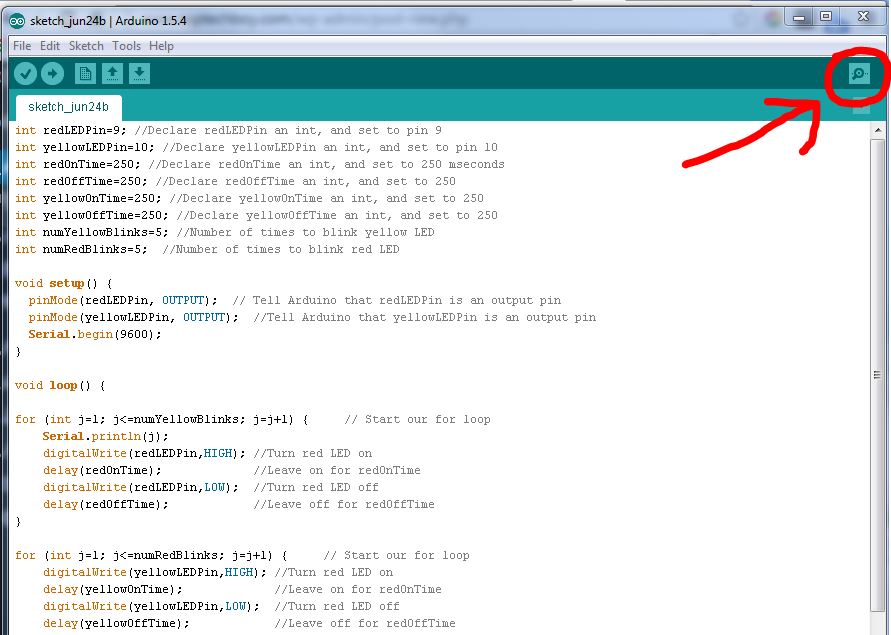 sketch_jun24b | Arduino 1.5.4
File Edit Sketch Tools Help
sketch_jun24b
int redLEDPin=9; //Declare redLEDPin an int, and set to pin 9
int yellowLEDPin=10; //Declare yellowLEDPin an int, and set to pin 10
int redOnTime=250; //Declare redOnTime an int, and set to 250 mseconds
int redOffTime=250; //Declare redOffTime an int, and set to 250
int yellowOnTime=250; //Declare yellowOnTime an int, and set to 250
int yellowOffTime=250; //Declare yellowOffTime an int, and set to 250
int numYellowBlinks=5; //Number of times to blink yellow LED
int numRedBlinks=5;  //Number of times to blink red LED

void setup() {
  pinMode(redLEDPin, OUTPUT);  // Tell Arduino that redLEDPin is an output pin
  pinMode(yellowLEDPin, OUTPUT);  //Tell Arduino that yellowLEDPin is an output pin
  Serial.begin(9600);
}

void loop() {

for (int j=1; j<=numYellowBlinks; j=j+1) {     // Start our for loop
    Serial.println(j);
    digitalWrite(redLEDPin,HIGH); //Turn red LED on
    delay(redOnTime);             //Leave on for redOnTime
    digitalWrite(redLEDPin,LOW);  //Turn red LED off
    delay(redOffTime);            //Leave off for redOffTime
}

for (int j=1; j<=numRedBlinks; j=j+1) {     // Start our for loop
    digitalWrite(yellowLEDPin,HIGH); //Turn red LED on
    delay(yellowOnTime);             //Leave on for redOnTime
    digitalWrite(yellowLEDPin,LOW);  //Turn red LED off
    delay(yellowOffTime);            //Leave off for redOffTime